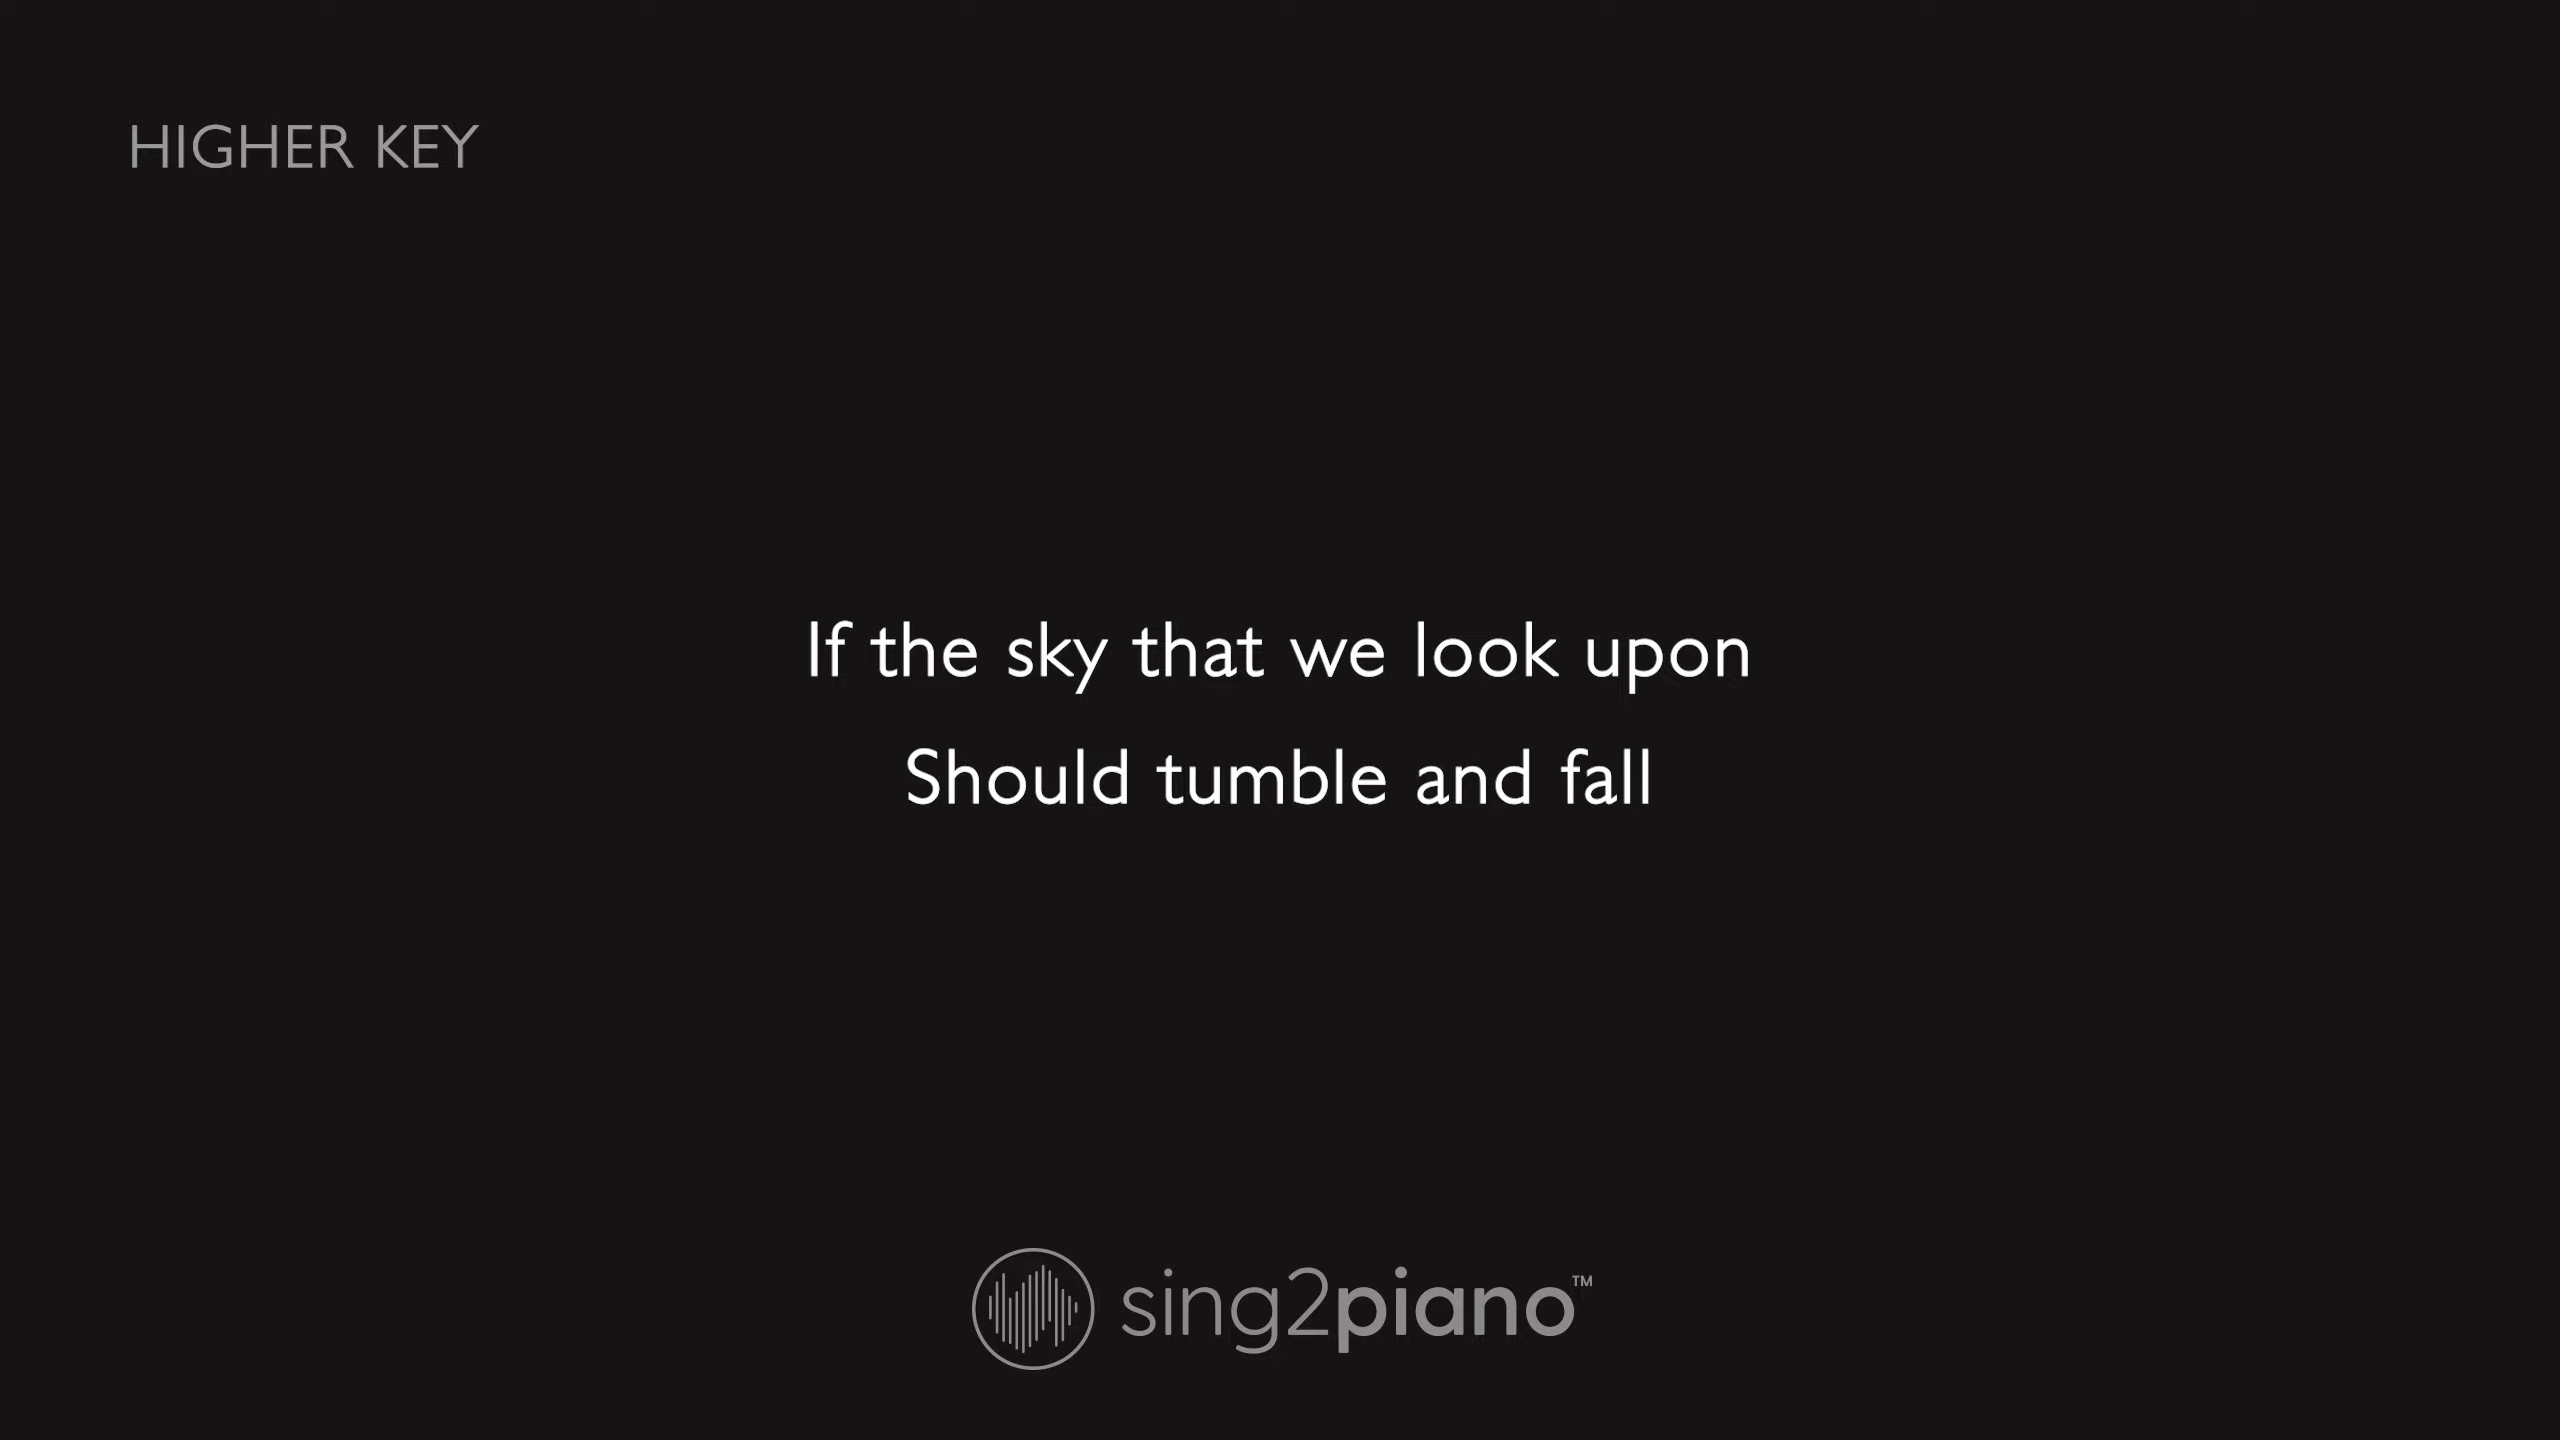 HIGHER KEY
If the sky that we look upon
Should tumble and fall
sing2piano™